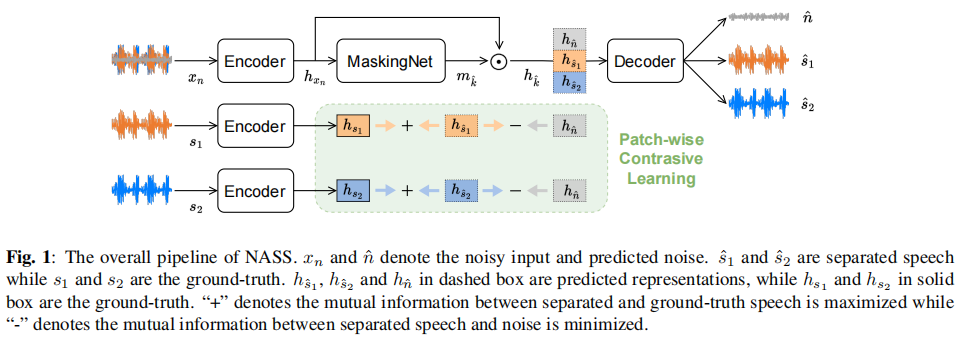 x_n Encoder h_{x_n} MaskingNet m_{\hat{k}} ⊙ h_{\hat{k}} h_{\hat{n}} h_{\hat{s}_1} h_{\hat{s}_2} Decoder \hat{n} \hat{s}_1 \hat{s}_2
s_1 Encoder h_{s_1} + h_{\hat{s}_1} − h_{\hat{n}}
Patch-wise
Contrasive
Learning
s_2 Encoder h_{s_2} + h_{\hat{s}_2} − h_{\hat{n}}
Fig. 1: The overall pipeline of NASS. x_n and \hat{n} denote the noisy input and predicted noise. \hat{s}_1 and \hat{s}_2 are separated speech
while s_1 and s_2 are the ground-truth. h_{\hat{s}_1}, h_{\hat{s}_2} and h_{\hat{n}} in dashed box are predicted representations, while h_{s_1} and h_{s_2} in solid
box are the ground-truth. “+” denotes the mutual information between separated and ground-truth speech is maximized while
“-” denotes the mutual information between separated speech and noise is minimized.